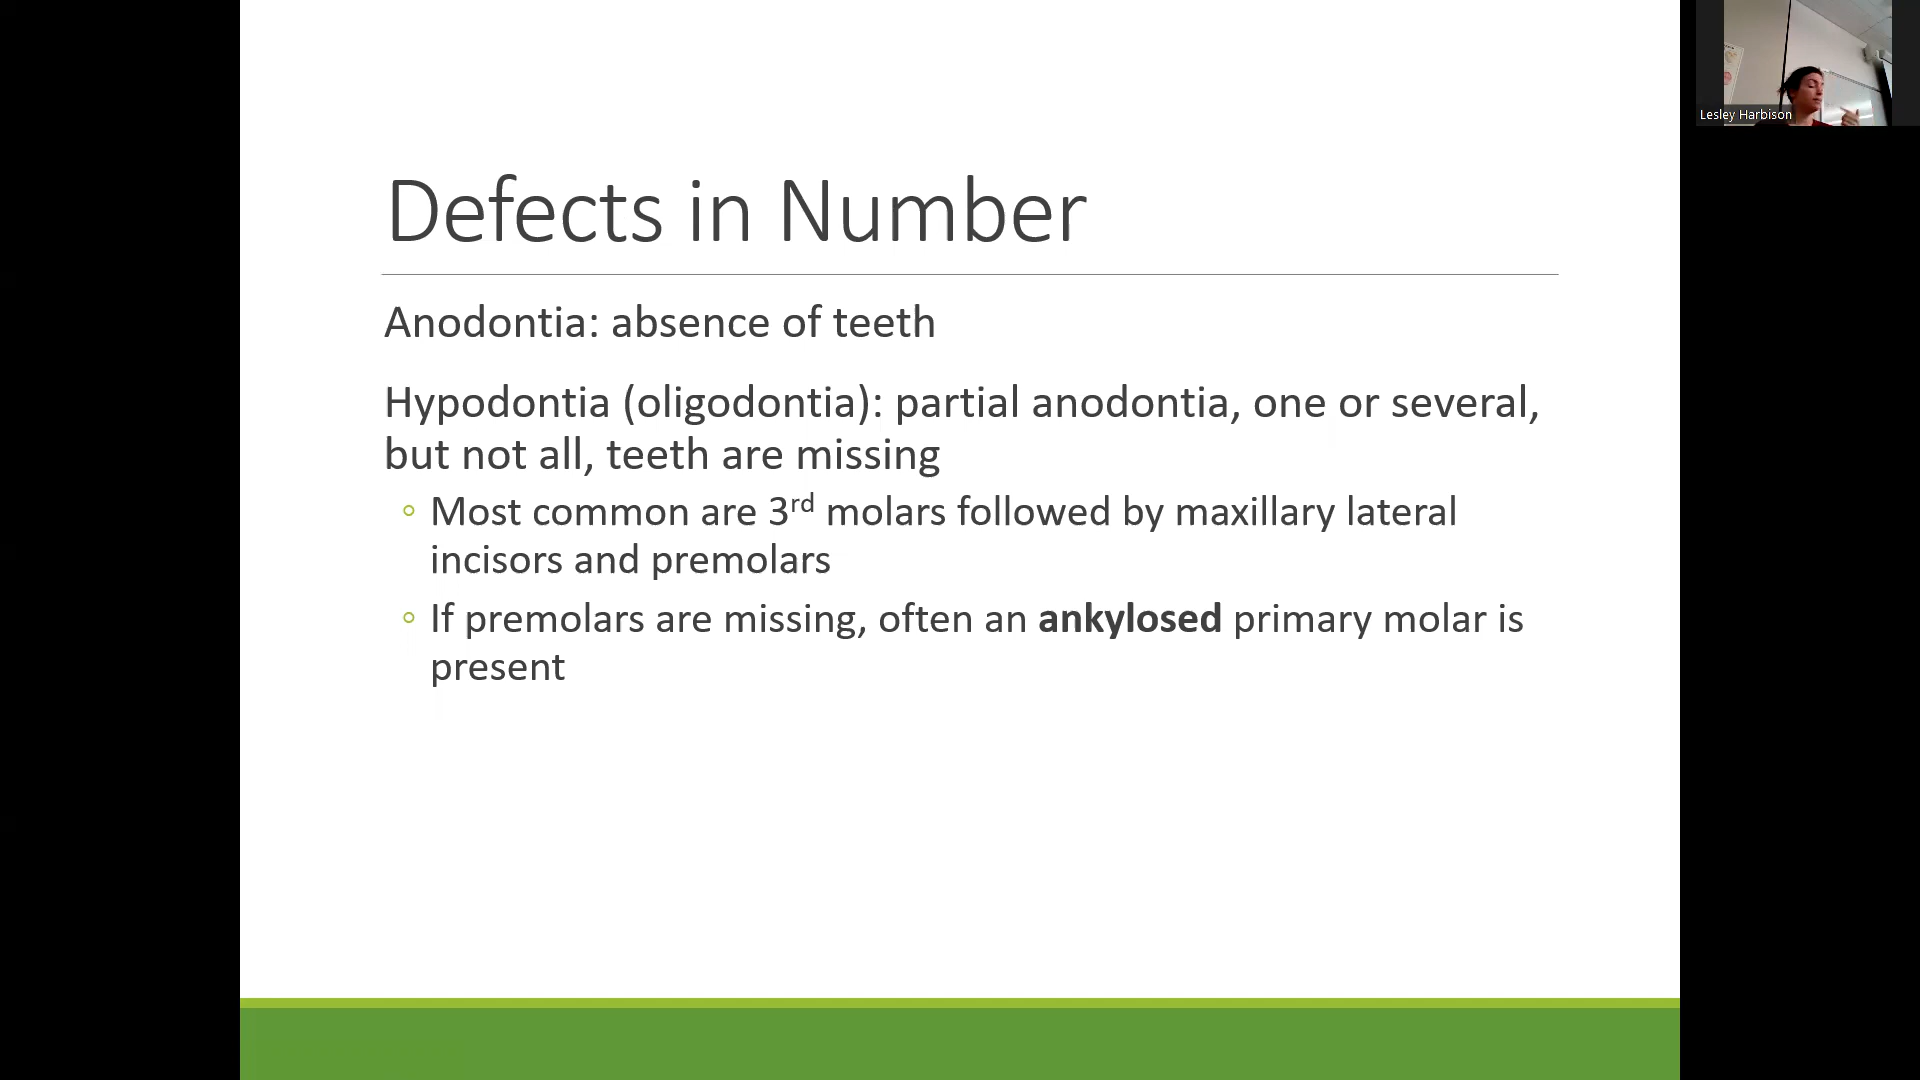 Lesley Harbison
Defects in Number
Anodontia: absence of teeth
Hypodontia (oligodontia): partial anodontia, one or several,
but not all, teeth are missing
◦ Most common are 3rd molars followed by maxillary lateral
incisors and premolars
◦ If premolars are missing, often an ankylosed primary molar is
present